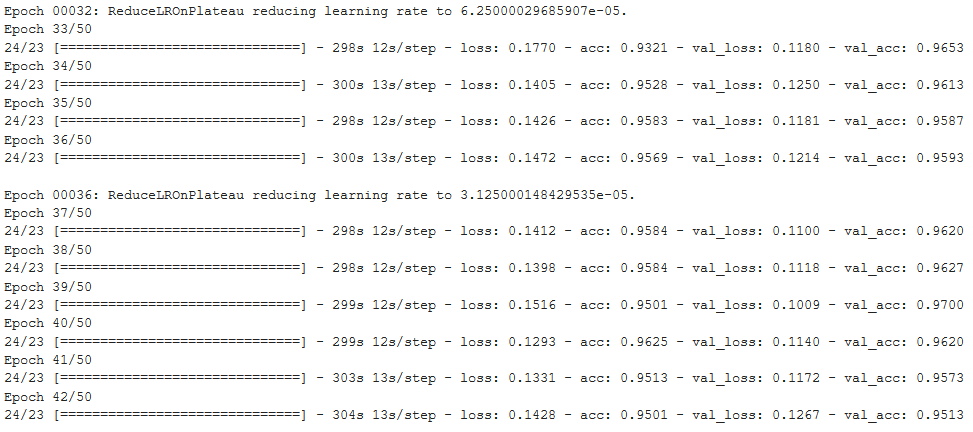 Epoch 00032: ReduceLROnPlateau reducing learning rate to 6.25000029685907e-05.
Epoch 33/50
24/23 [==============================] - 298s 12s/step - loss: 0.1770 - acc: 0.9321 - val_loss: 0.1180 - val_acc: 0.9653
Epoch 34/50
24/23 [==============================] - 300s 13s/step - loss: 0.1405 - acc: 0.9528 - val_loss: 0.1250 - val_acc: 0.9613
Epoch 35/50
24/23 [==============================] - 298s 12s/step - loss: 0.1426 - acc: 0.9583 - val_loss: 0.1181 - val_acc: 0.9587
Epoch 36/50
24/23 [==============================] - 300s 13s/step - loss: 0.1472 - acc: 0.9569 - val_loss: 0.1214 - val_acc: 0.9593
Epoch 00036: ReduceLROnPlateau reducing learning rate to 3.125000148429535e-05.
Epoch 37/50
24/23 [==============================] - 298s 12s/step - loss: 0.1412 - acc: 0.9584 - val_loss: 0.1100 - val_acc: 0.9620
Epoch 38/50
24/23 [==============================] - 298s 12s/step - loss: 0.1398 - acc: 0.9584 - val_loss: 0.1118 - val_acc: 0.9627
Epoch 39/50
24/23 [==============================] - 299s 12s/step - loss: 0.1516 - acc: 0.9501 - val_loss: 0.1009 - val_acc: 0.9700
Epoch 40/50
24/23 [==============================] - 299s 12s/step - loss: 0.1293 - acc: 0.9625 - val_loss: 0.1140 - val_acc: 0.9620
Epoch 41/50
24/23 [==============================] - 303s 13s/step - loss: 0.1331 - acc: 0.9513 - val_loss: 0.1172 - val_acc: 0.9573
Epoch 42/50
24/23 [==============================] - 304s 13s/step - loss: 0.1428 - acc: 0.9501 - val_loss: 0.1267 - val_acc: 0.9513